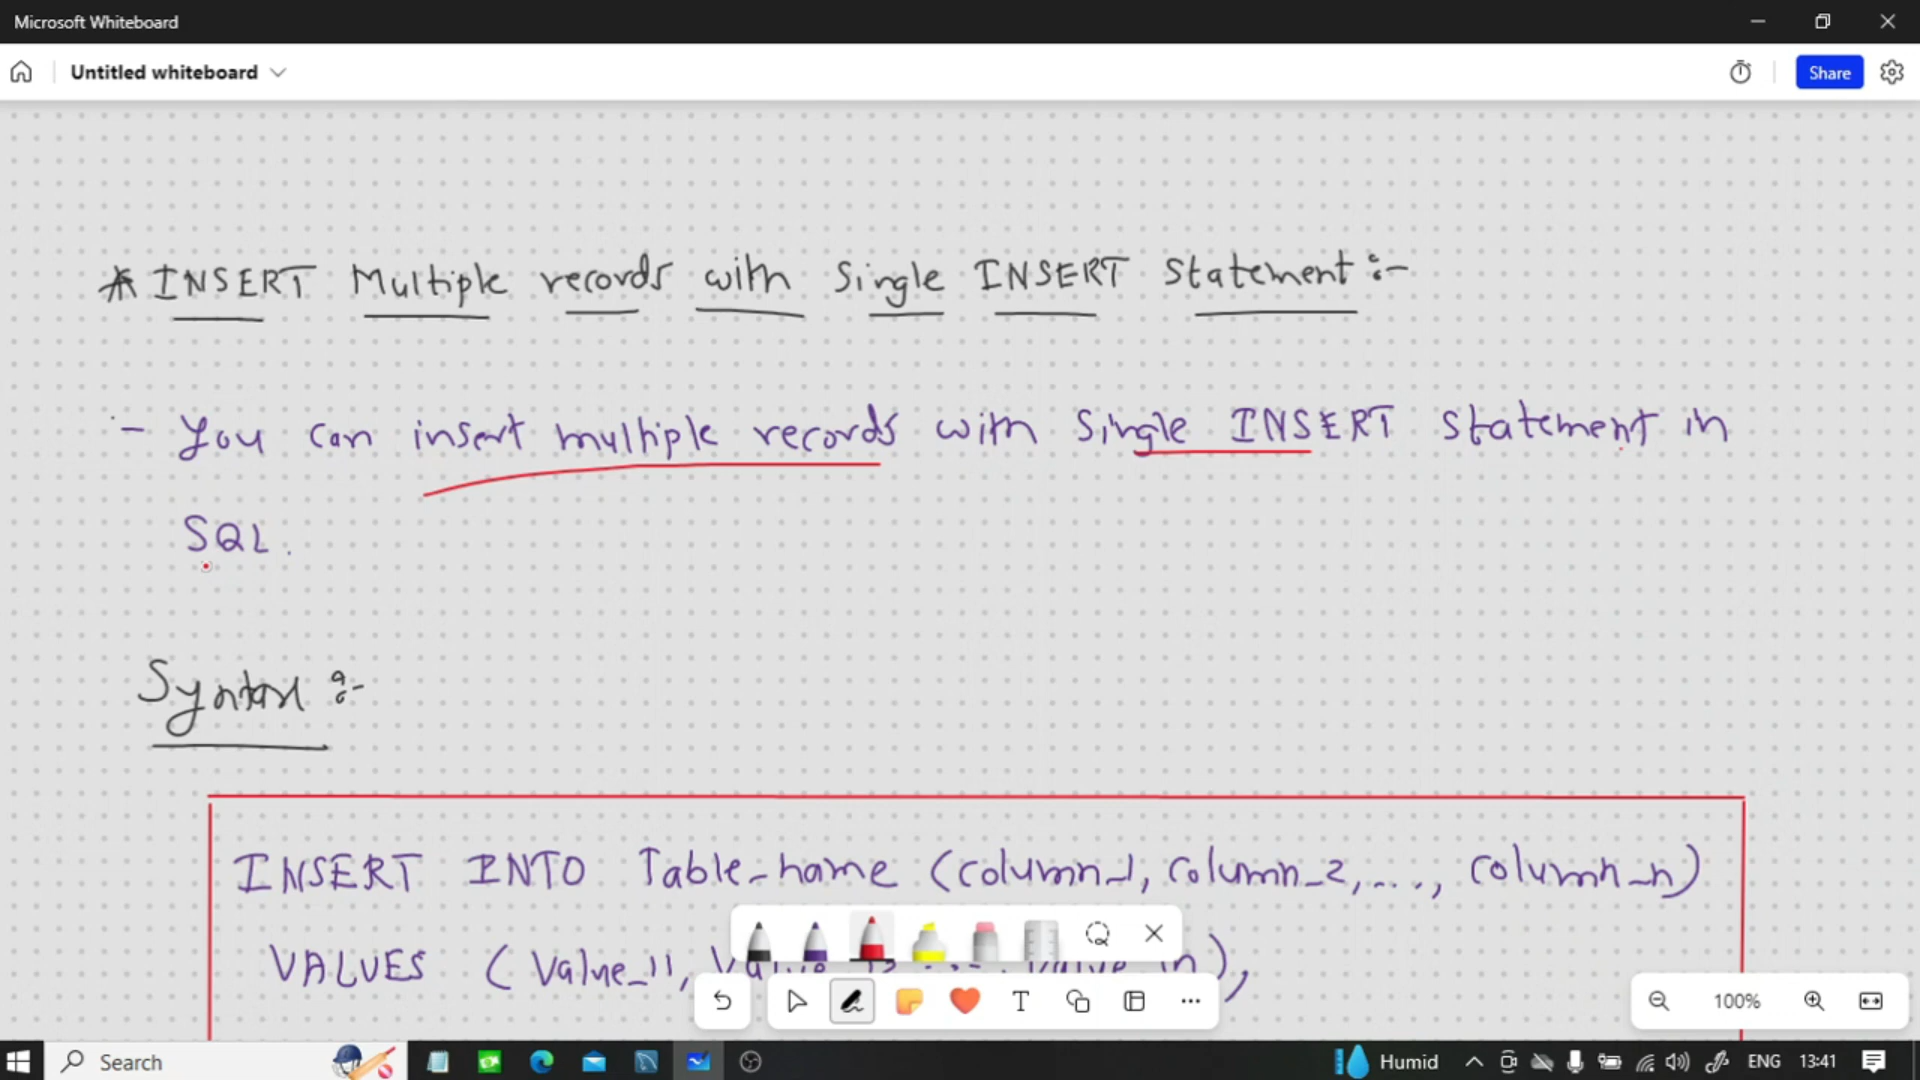 Microsoft Whiteboard
Untitled whiteboard
Share
* INSERT Multiple records with Single INSERT Statement :-
- You can insert multiple records with Single INSERT Statement in
SQL.
Syntax :-
INSERT INTO Table_name (column_1, column_2, ..., column_n)
VALUES (Value_11,
T
100%
Search
Humid
ENG
13:41